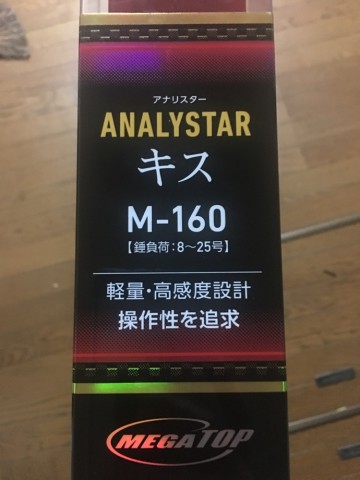 アナリスター
ANALYSTAR
キス
M-160
【錘負荷:8〜25号】
軽量・高感度設計
操作性を追求
MEGATOP